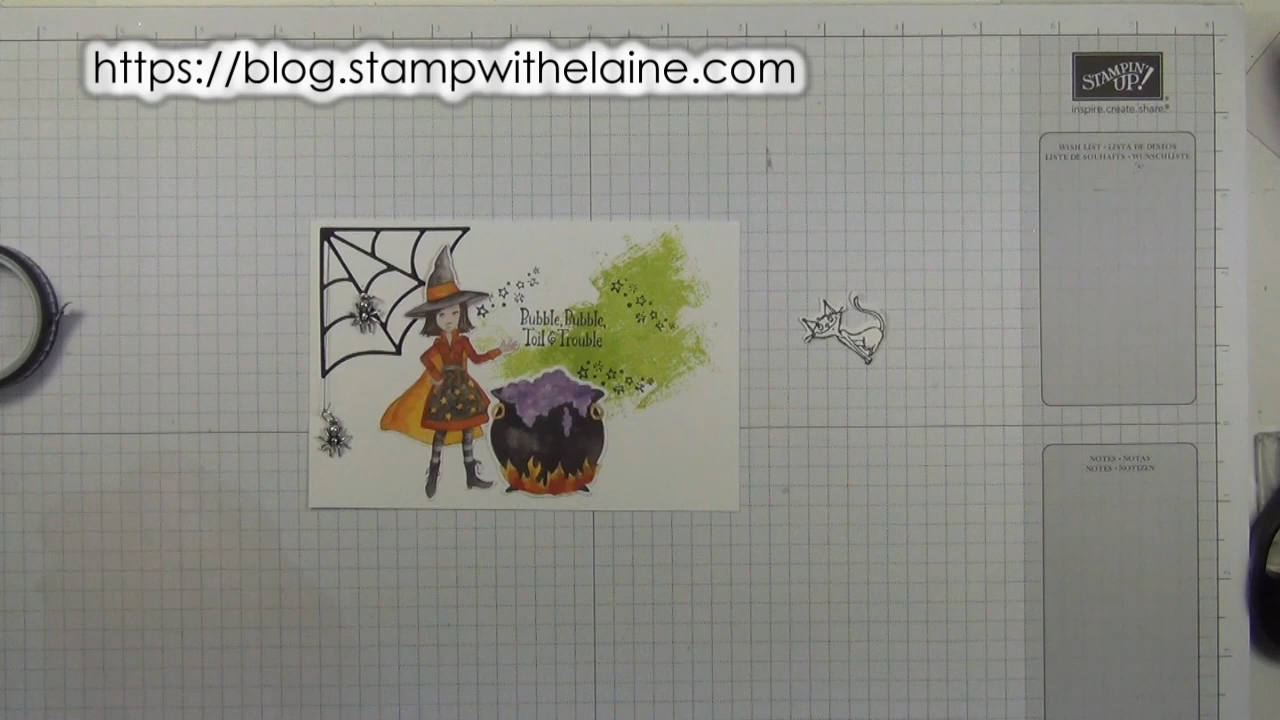 https://blog.stampwithelaine.com
STAMPIN' UP!®
inspire.create.share.®
WISH LIST • LISTA DE DESEOS
LISTE DE SOUHAITS • WUNSCHLISTE
Bubble, Bubble,
Toil & Trouble
NOTES • NOTAS
NOTES • NOTIZEN